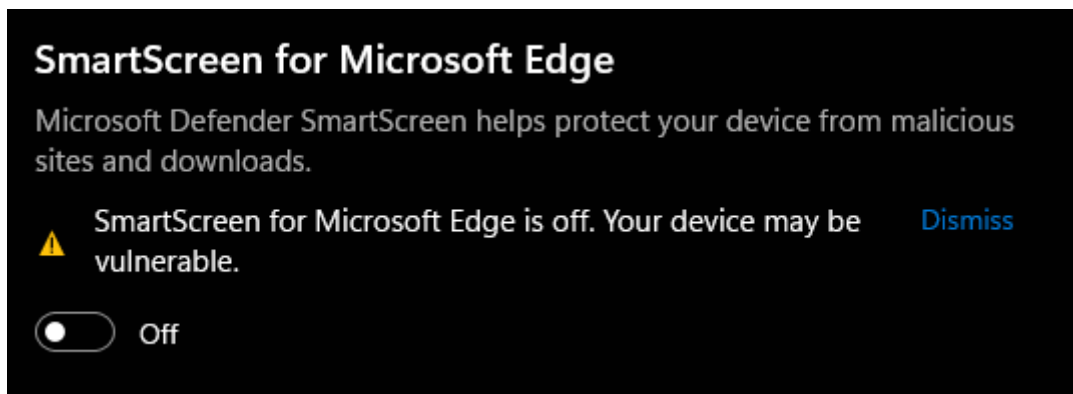 SmartScreen for Microsoft Edge
Microsoft Defender SmartScreen helps protect your device from malicious
sites and downloads.
SmartScreen for Microsoft Edge is off. Your device may be Dismiss
vulnerable.
Off